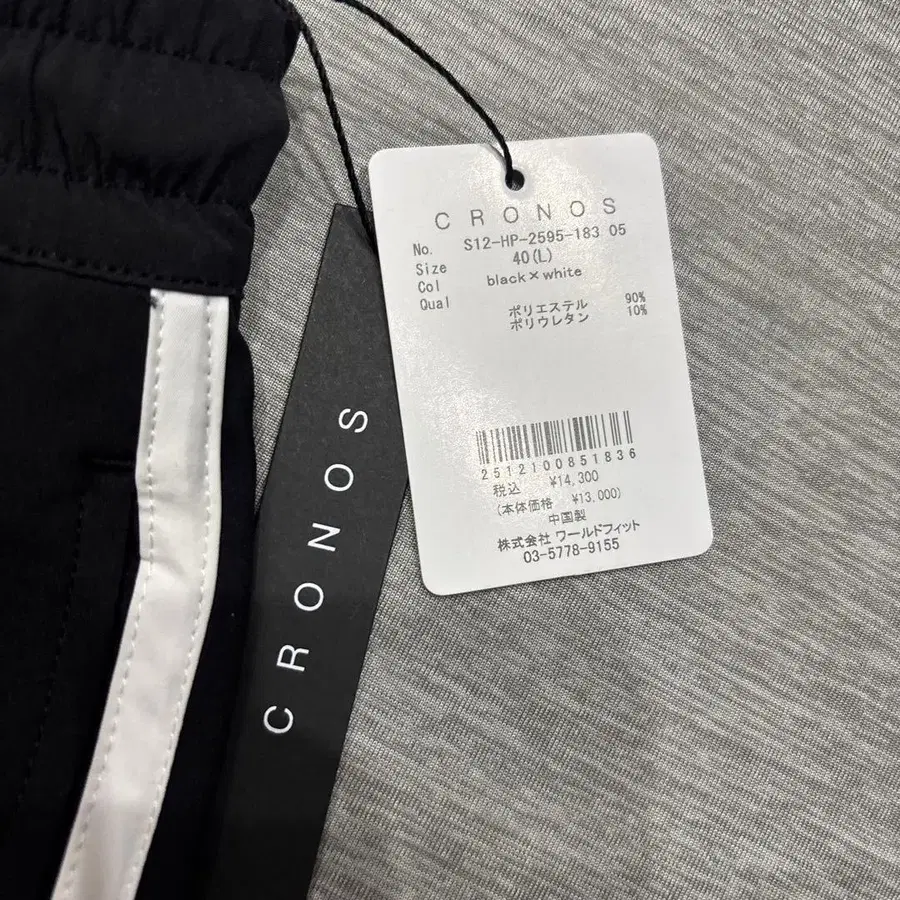 CRONOS
No. S12-HP-2595-183 05
Size 40(L)
Col black×white
Qual ポリエステル 90%
ポリウレタン 10%
2512100851836
税込 ¥14,300
(本体価格 ¥13,000)
中国製
株式会社 ワールドフィット
03-5778-9155
CRONOS